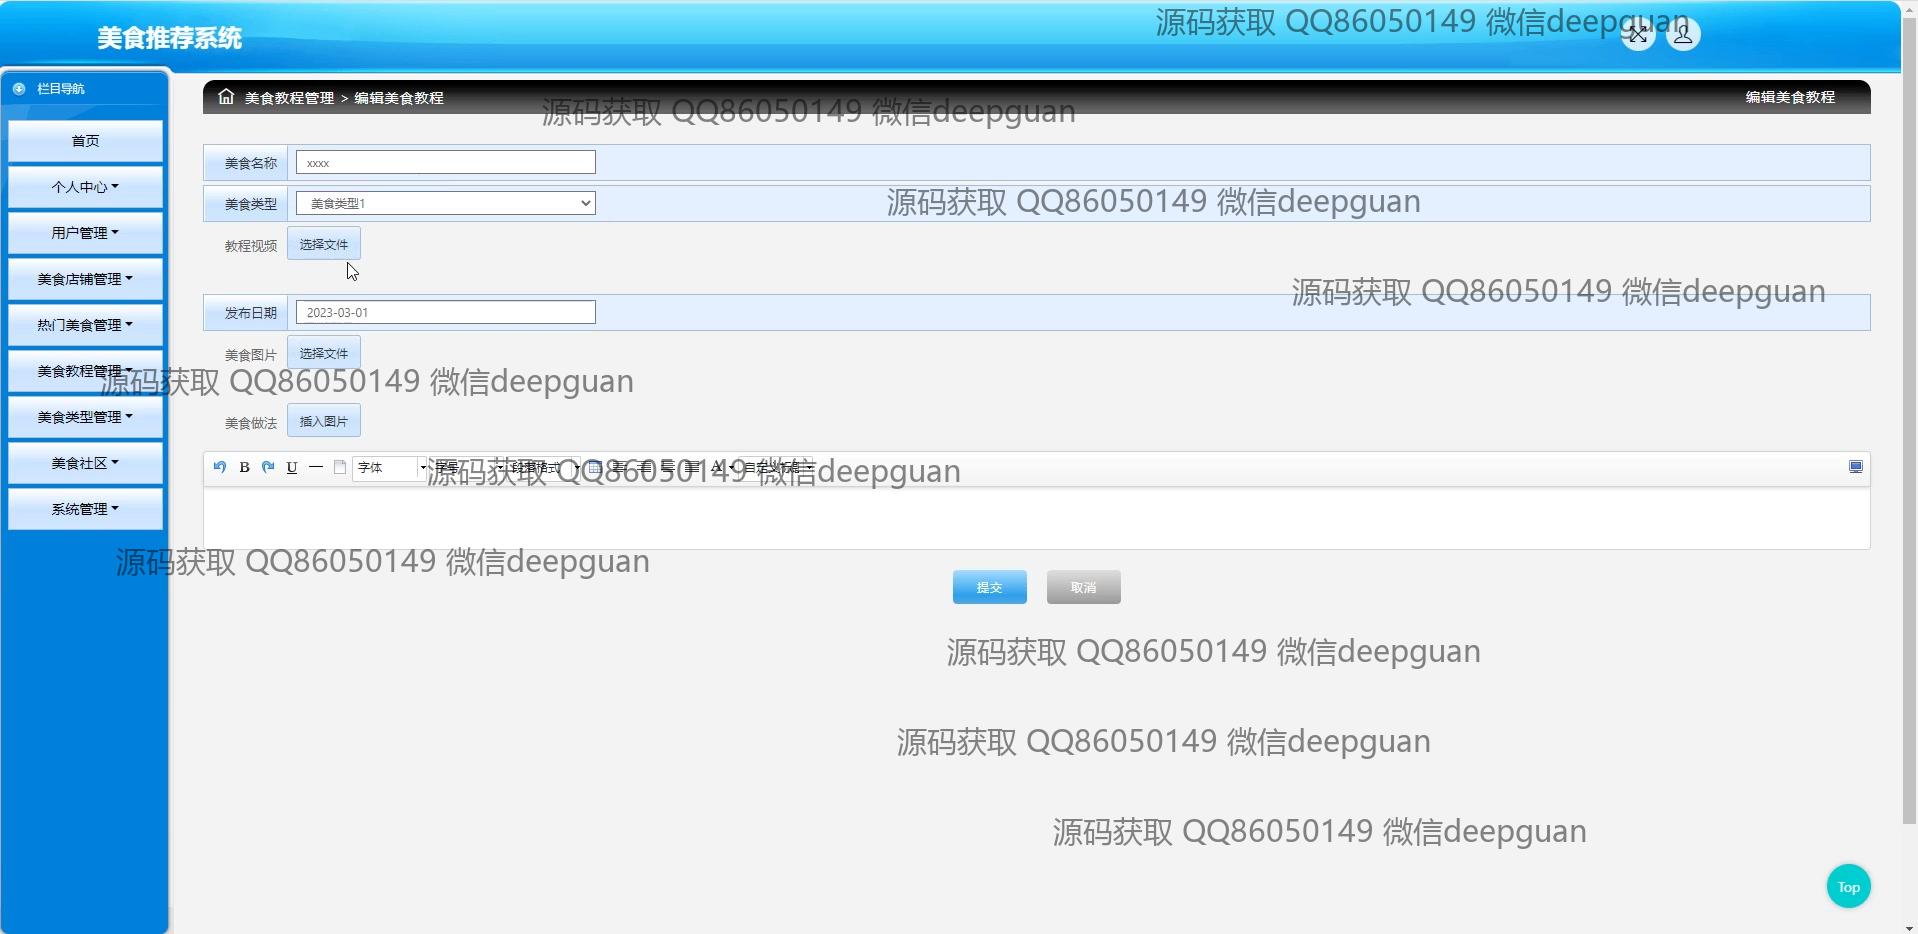 源码获取 QQ86050149 微信deepguan
美食推荐系统
栏目导航
美食教程管理 > 编辑美食教程
编辑美食教程
源码获取 QQ86050149 微信deepguan
首页
个人中心
用户管理
美食店铺管理
热门美食管理
美食教程管理
美食类型管理
美食社区
系统管理
美食名称 xxxx
美食类型 美食类型1
源码获取 QQ86050149 微信deepguan
教程视频 选择文件
源码获取 QQ86050149 微信deepguan
发布日期 2023-03-01
美食图片 选择文件
源码获取 QQ86050149 微信deepguan
美食做法 插入图片
B U 字体 字号 段落格式 自定义标题
源码获取 QQ86050149 微信deepguan
源码获取 QQ86050149 微信deepguan
提交 取消
源码获取 QQ86050149 微信deepguan
源码获取 QQ86050149 微信deepguan
源码获取 QQ86050149 微信deepguan
Top